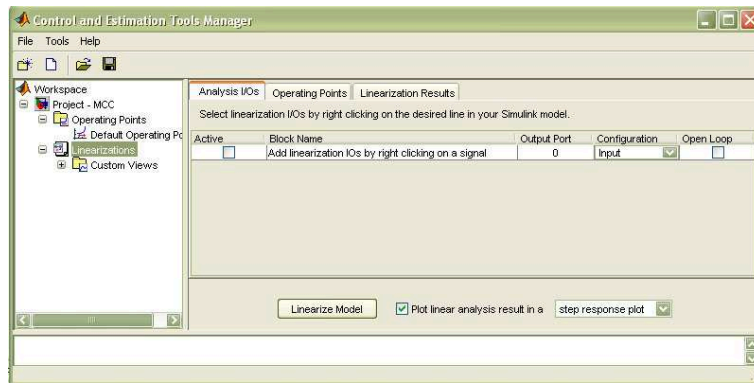 Control and Estimation Tools Manager
File Tools Help
Workspace
Project - MCC
Operating Points
Default Operating Po
Linearizations
Custom Views
Analysis I/Os Operating Points Linearization Results
Select linearization I/Os by right clicking on the desired line in your Simulink model.
Active Block Name Output Port Configuration Open Loop
Add linearization IOs by right clicking on a signal 0 Input
Linearize Model Plot linear analysis result in a step response plot